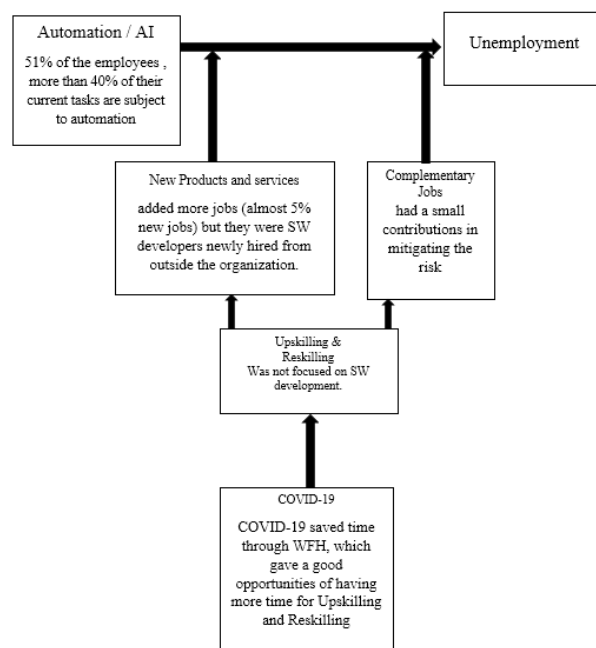 Automation / AI
51% of the employees ,
more than 40% of their
current tasks are subject
to automation
Unemployment
New Products and services
added more jobs (almost 5%
new jobs) but they were SW
developers newly hired from
outside the organization.
Complementary
Jobs
had a small
contributions in
mitigating the
risk
Upskilling &
Reskilling
Was not focused on SW
development.
COVID-19
COVID-19 saved time
through WFH, which
gave a good
opportunities of having
more time for Upskilling
and Reskilling